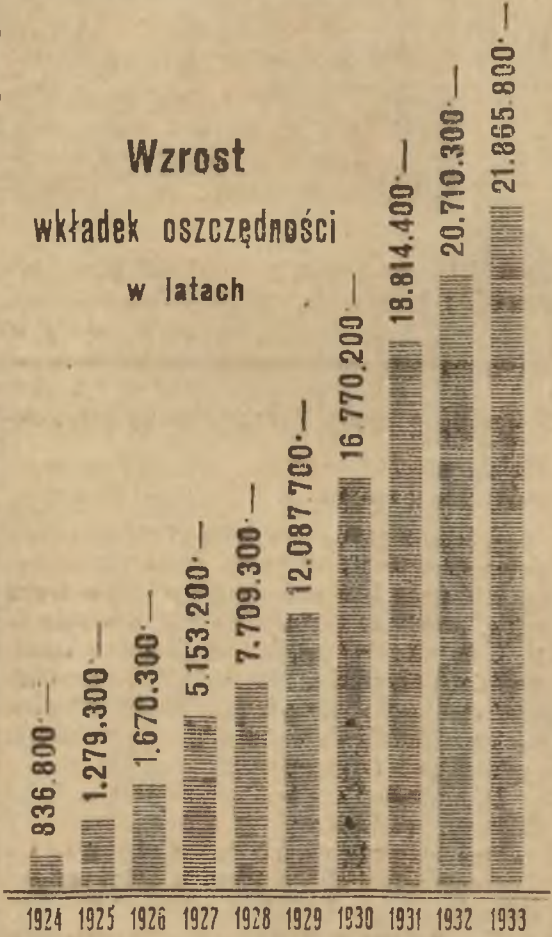 Wzrost
wkładek oszczędności
w latach
836.800·—
1.279.300·—
1.670.300·—
5.153.200·—
7.709.300·—
12.087.700·—
16.770.200·—
18.814.400·—
20.710.300·—
21.865.800·—
1924 1925 1926 1927 1928 1929 1930 1931 1932 1933